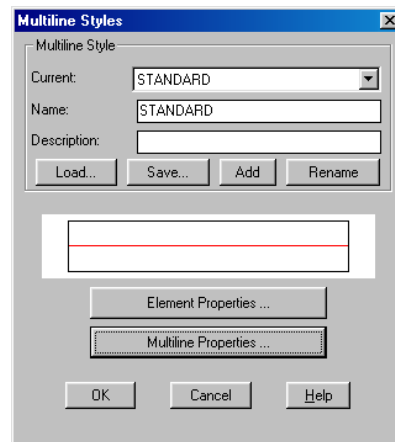 Multiline Styles
Multiline Style
Current: STANDARD
Name: STANDARD
Description:
Load... Save... Add Rename
Element Properties ...
Multiline Properties ...
OK Cancel Help